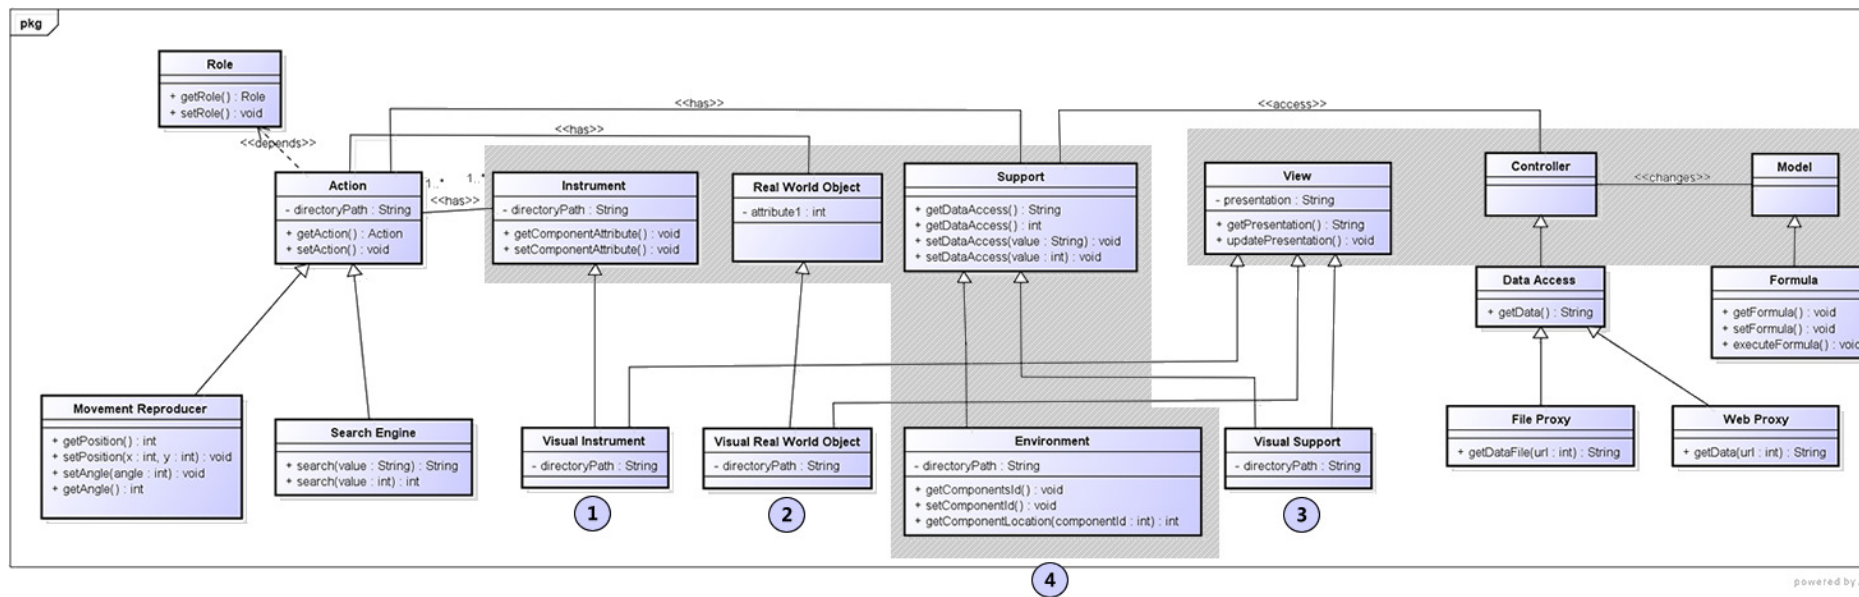 pkg
Role
+ getRole() : Role
+ setRole() : void
<<depends>>
<<has>>
<<has>>
<<access>>
Action
- directoryPath : String
+ getAction() : Action
+ setAction() : void
1..*
1..*
<<has>>
Instrument
- directoryPath : String
+ getComponentAttribute() : void
+ setComponentAttribute() : void
Real World Object
- attribute1 : int
Support
+ getDataAccess() : String
+ getDataAccess() : int
+ setDataAccess(value : String) : void
+ setDataAccess(value : int) : void
View
- presentation : String
+ getPresentation() : String
+ updatePresentation() : void
Controller
<<changes>>
Model
Data Access
+ getData() : String
Formula
+ getFormula() : void
+ setFormula() : void
+ executeFormula() : void
Movement Reproducer
+ getPosition() : int
+ setPosition(x : int, y : int) : void
+ setAngle(angle : int) : void
+ getAngle() : int
Search Engine
+ search(value : String) : String
+ search(value : int) : int
Visual Instrument
- directoryPath : String
Visual Real World Object
- directoryPath : String
Environment
- directoryPath : String
+ getComponentsId() : void
+ setComponentId() : void
+ getComponentLocation(componentId : int) : int
Visual Support
- directoryPath : String
File Proxy
+ getDataFile(url : int) : String
Web Proxy
+ getData(url : int) : String
1
2
3
4
powered by